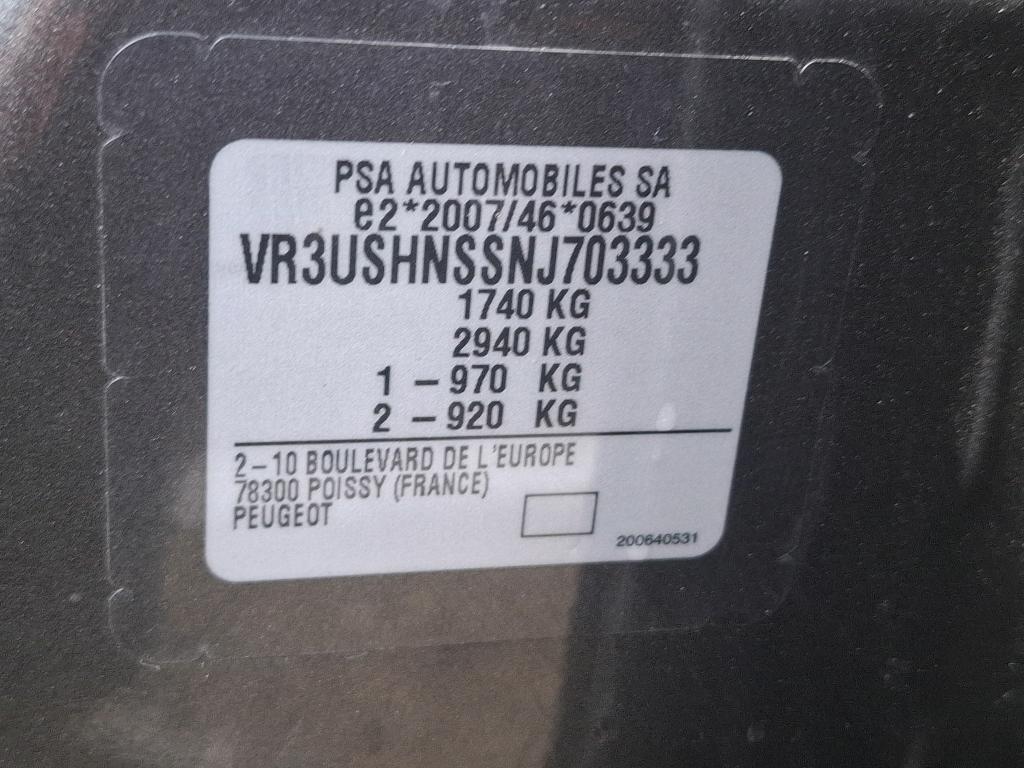 PSA AUTOMOBILES SA
e2*2007/46*0639
VR3USHNSSNJ703333
1740 KG
2940 KG
1 - 970 KG
2 - 920 KG
2-10 BOULEVARD DE L'EUROPE
78300 POISSY (FRANCE)
PEUGEOT
200640531